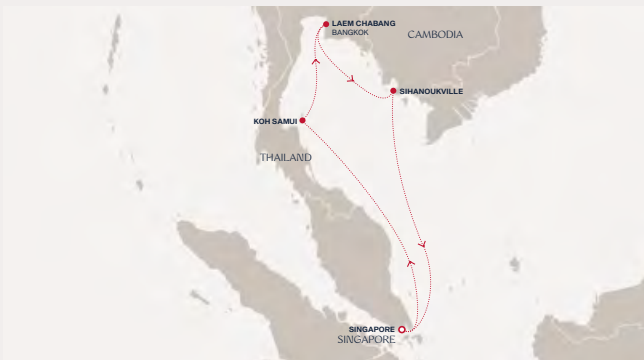 LAEM CHABANG
BANGKOK
CAMBODIA
SIHANOUKVILLE
KOH SAMUI
THAILAND
SINGAPORE
SINGAPORE